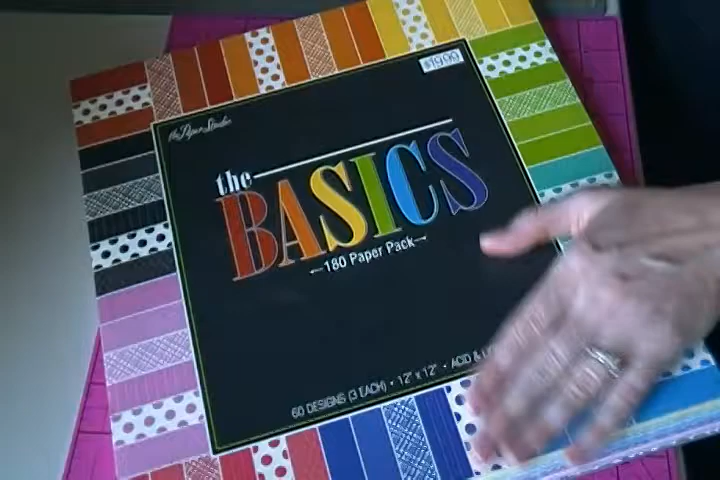 $19.99
the Paper Studio
the
BASICS
180 Paper Pack
60 DESIGNS (3 EACH) • 12" x 12" • ACID &